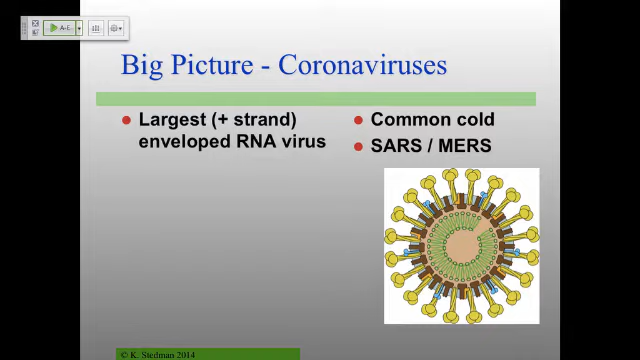 A-E
Big Picture - Coronaviruses
Largest (+ strand)
enveloped RNA virus
Common cold
SARS / MERS
© K. Stedman 2014